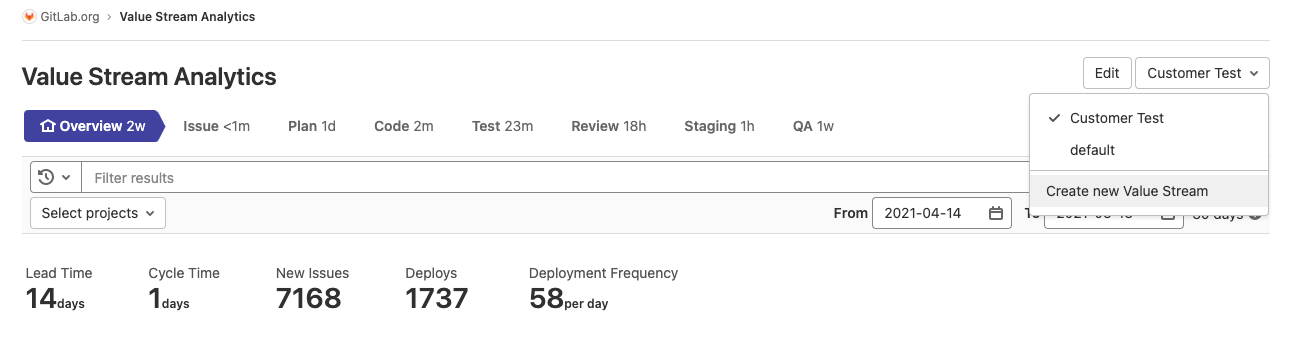 GitLab.org › Value Stream Analytics
Value Stream Analytics
Edit
Customer Test
Customer Test
default
Create new Value Stream
Overview 2w
Issue <1m
Plan 1d
Code 2m
Test 23m
Review 18h
Staging 1h
QA 1w
Filter results
Select projects
From 2021-04-14
To
Lead Time
14days
Cycle Time
1days
New Issues
7168
Deploys
1737
Deployment Frequency
58per day